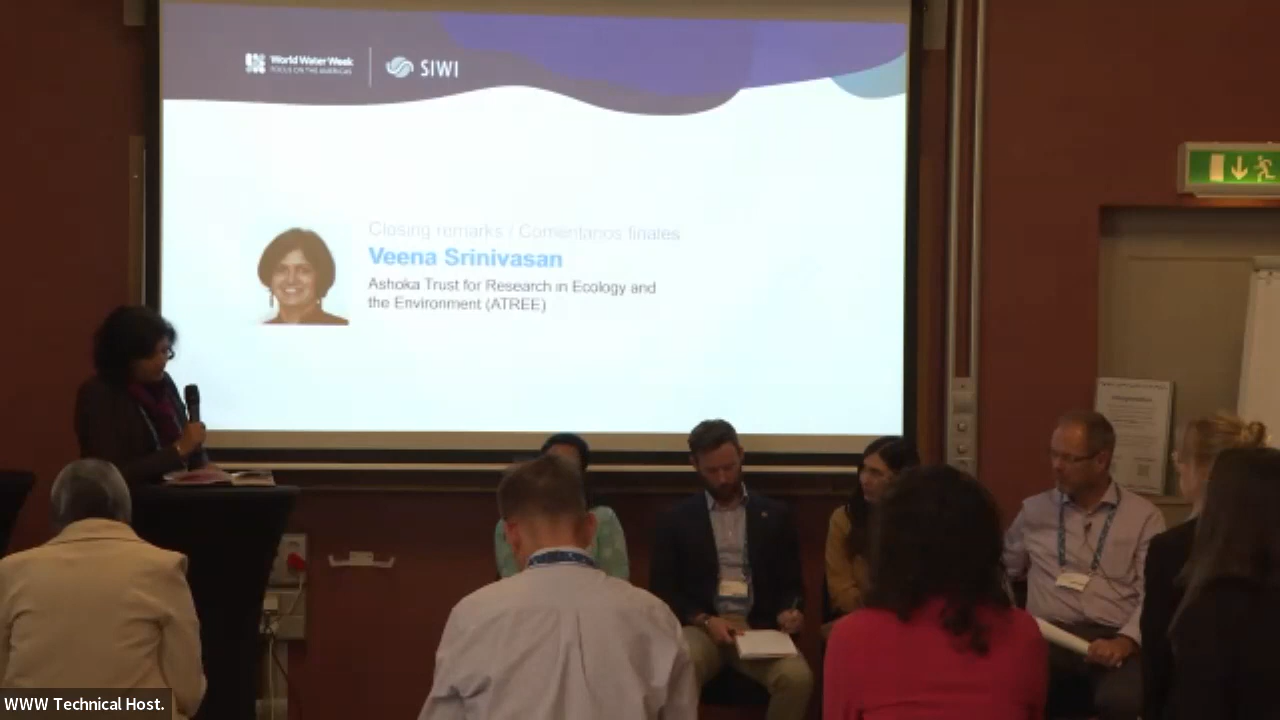 World Water Week
FOCUS ON THE AMERICAS
SIWI
Closing remarks / Comentarios finales
Veena Srinivasan
Ashoka Trust for Research in Ecology and
the Environment (ATREE)
WWW Technical Host.